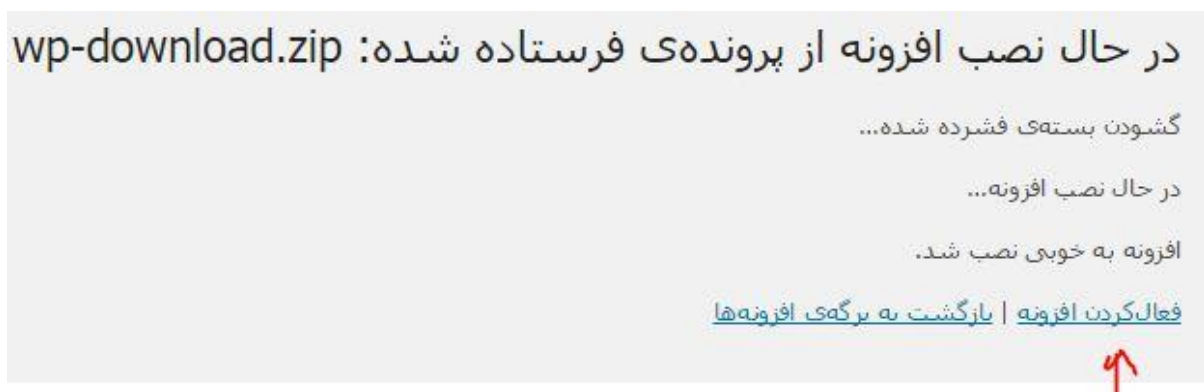 در حال نصب افزونه از پرونده‌ی فرستاده شده: wp-download.zip
گشودن بسته‌ی فشرده شده...
در حال نصب افزونه...
افزونه به خوبی نصب شد.
فعال‌کردن افزونه | بازگشت به برگه‌ی افزونه‌ها